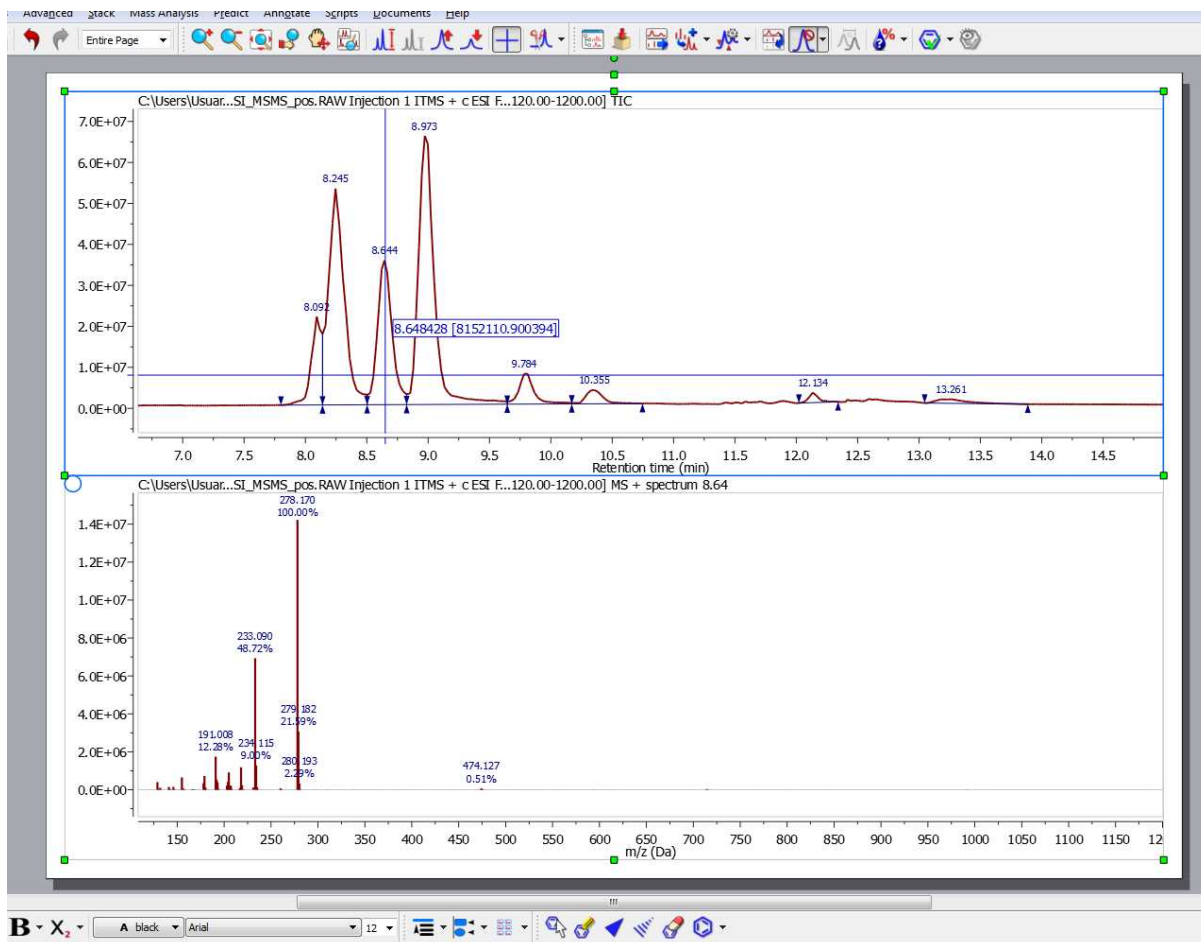 Advanced Stack Mass Analysis Predict Annotate Scripts Documents Help
Entire Page
C:\Users\Usuar...SI_MSMS_pos.RAW Injection 1 ITMS + c ESI F...120.00-1200.00] TIC
7.0E+07
6.0E+07
5.0E+07
4.0E+07
3.0E+07
2.0E+07
1.0E+07
0.0E+00
8.973
8.245
8.644
8.092
8.648428 [8152110.900394]
9.784
10.355
12.134
13.261
7.0 7.5 8.0 8.5 9.0 9.5 10.0 10.5 11.0 11.5 12.0 12.5 13.0 13.5 14.0 14.5
Retention time (min)
C:\Users\Usuar...SI_MSMS_pos.RAW Injection 1 ITMS + c ESI F...120.00-1200.00] MS + spectrum 8.64
278.170
100.00%
1.4E+07
1.2E+07
1.0E+07
8.0E+06
6.0E+06
4.0E+06
2.0E+06
0.0E+00
233.090
48.72%
279.182
21.59%
191.008
12.28%
234.115
9.00%
280.193
2.29%
474.127
0.51%
150 200 250 300 350 400 450 500 550 600 650 700 750 800 850 900 950 1000 1050 1100 1150 120
m/z (Da)
B X2 A black Arial 12